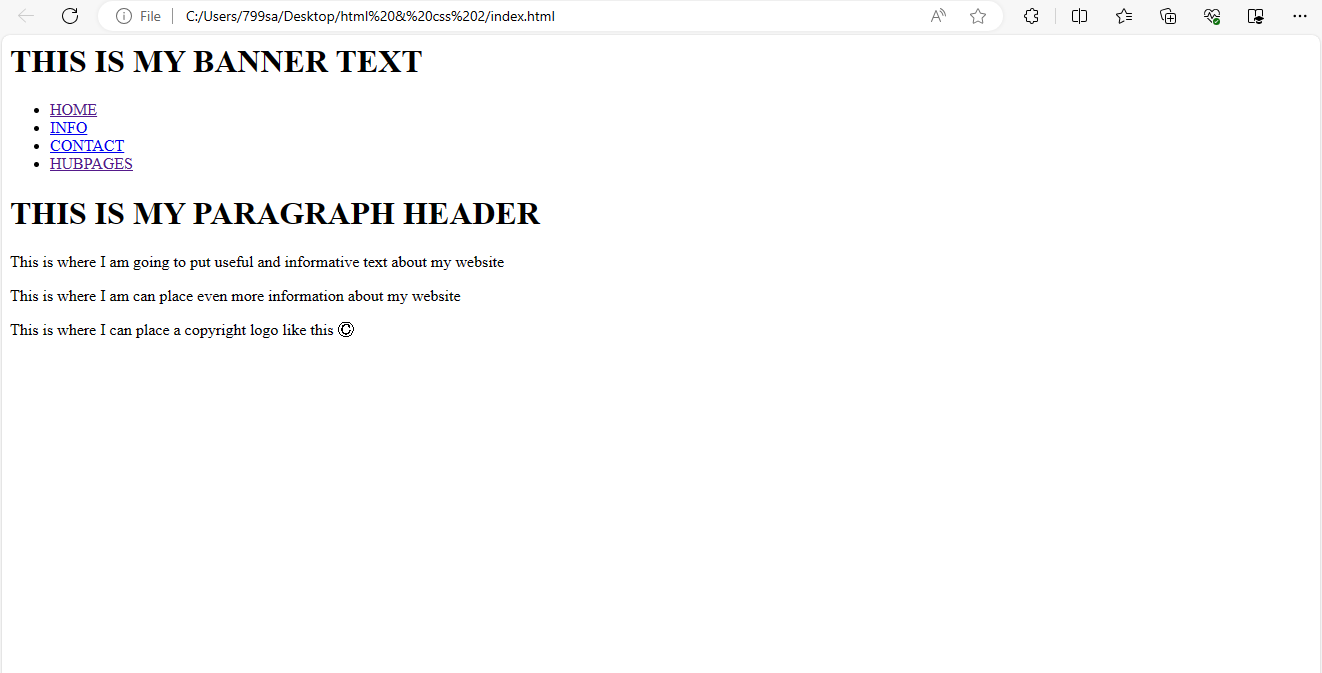 File C:/Users/799sa/Desktop/html%20&%20css%202/index.html
THIS IS MY BANNER TEXT
HOME
INFO
CONTACT
HUBPAGES
THIS IS MY PARAGRAPH HEADER
This is where I am going to put useful and informative text about my website
This is where I am can place even more information about my website
This is where I can place a copyright logo like this ©